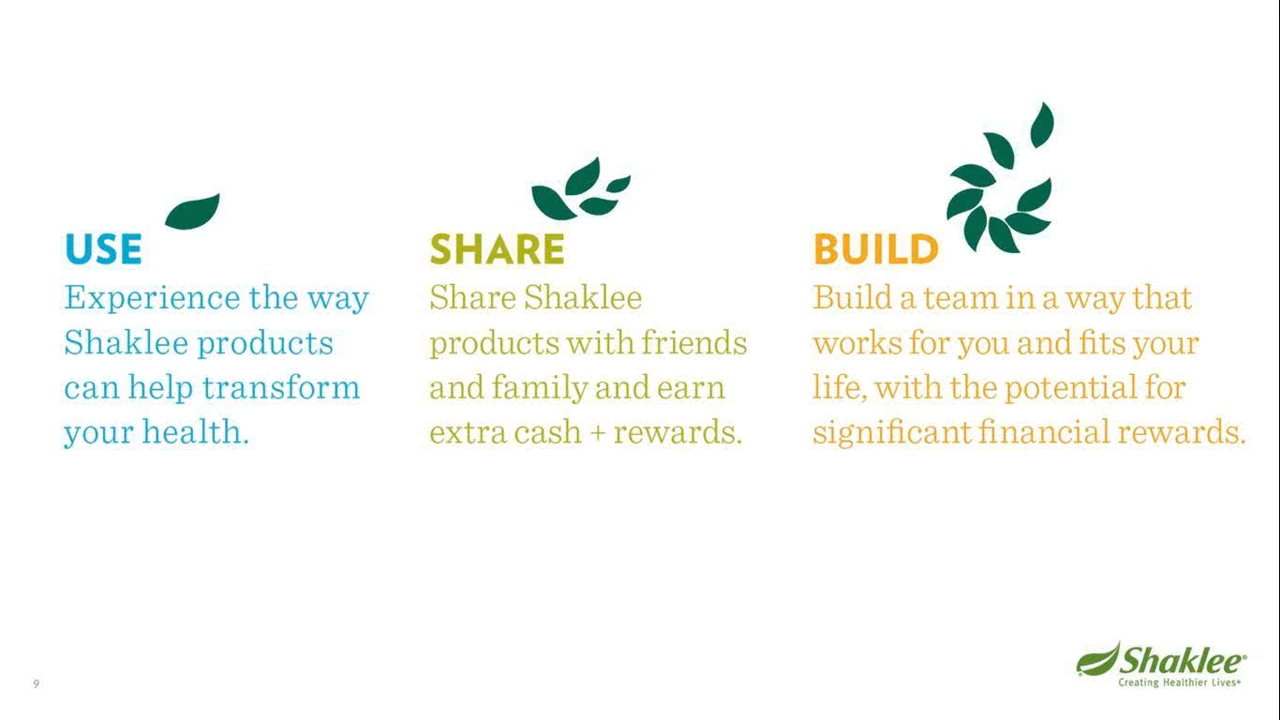 USE
Experience the way
Shaklee products
can help transform
your health.
SHARE
Share Shaklee
products with friends
and family and earn
extra cash + rewards.
BUILD
Build a team in a way that
works for you and fits your
life, with the potential for
significant financial rewards.
9
Shaklee®
Creating Healthier Lives®